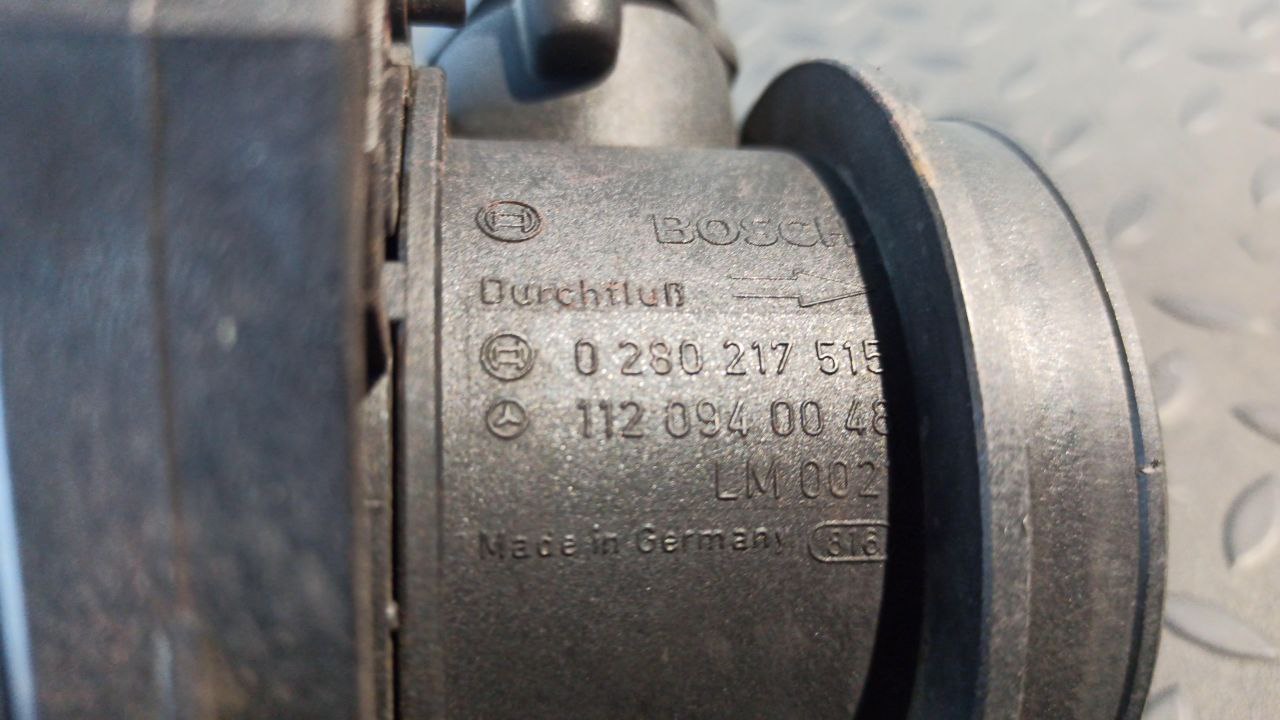 BOSCH
Durchfluß
0 280 217 515
112 094 00 48
LM 002
Made in Germany